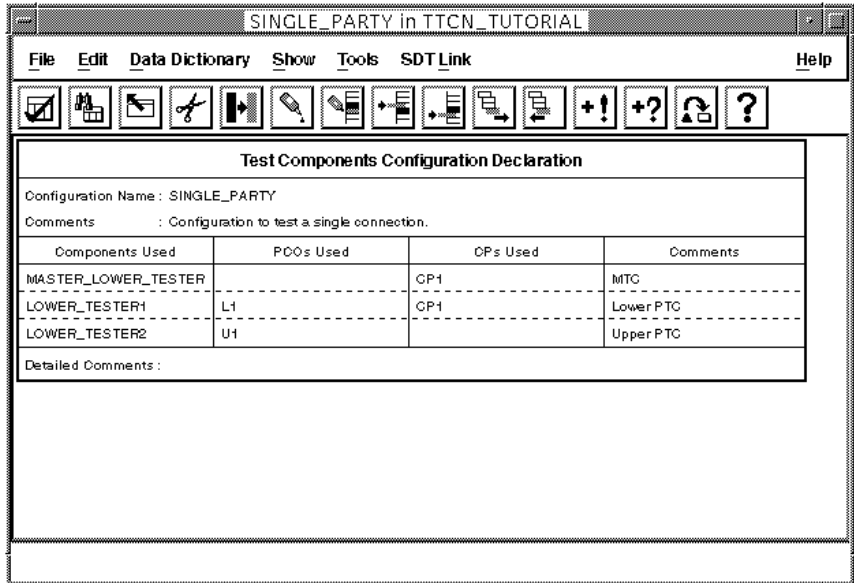 SINGLE_PARTY in TTCN_TUTORIAL
File Edit Data Dictionary Show Tools SDT Link Help
+! +? ?
Test Components Configuration Declaration
Configuration Name : SINGLE_PARTY
Comments : Configuration to test a single connection.
Components Used PCOs Used CPs Used Comments
MASTER_LOWER_TESTER CP1 MTC
LOWER_TESTER1 L1 CP1 Lower PTC
LOWER_TESTER2 U1 Upper PTC
Detailed Comments :